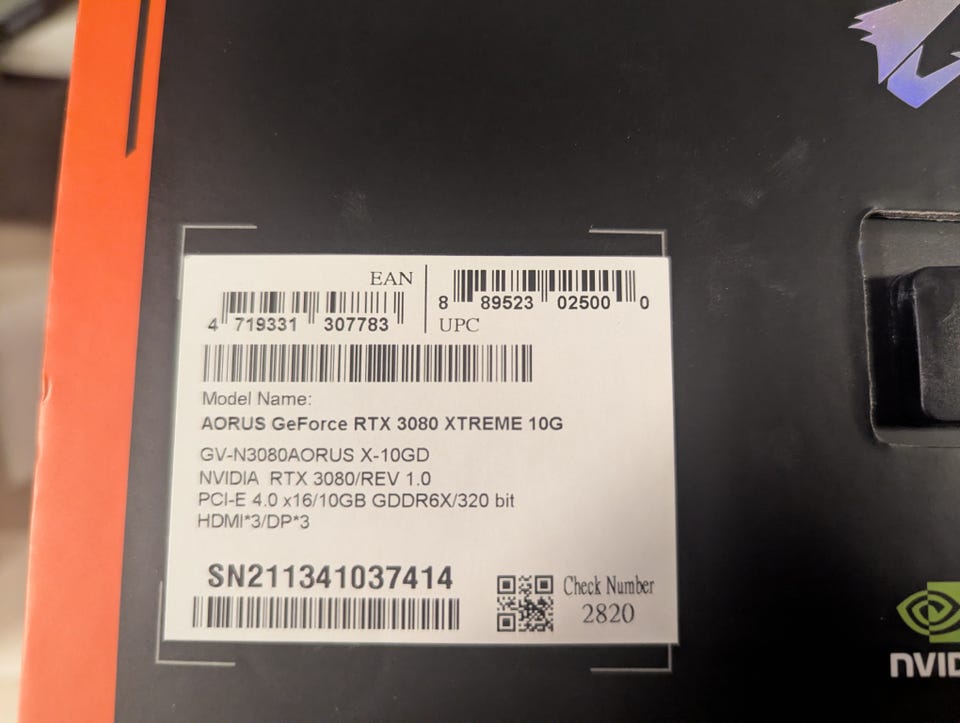 EAN
4 719331 307783
8 89523 02500 0
UPC
Model Name:
AORUS GeForce RTX 3080 XTREME 10G
GV-N3080AORUS X-10GD
NVIDIA RTX 3080/REV 1.0
PCI-E 4.0 x16/10GB GDDR6X/320 bit
HDMI*3/DP*3
SN211341037414
Check Number
2820